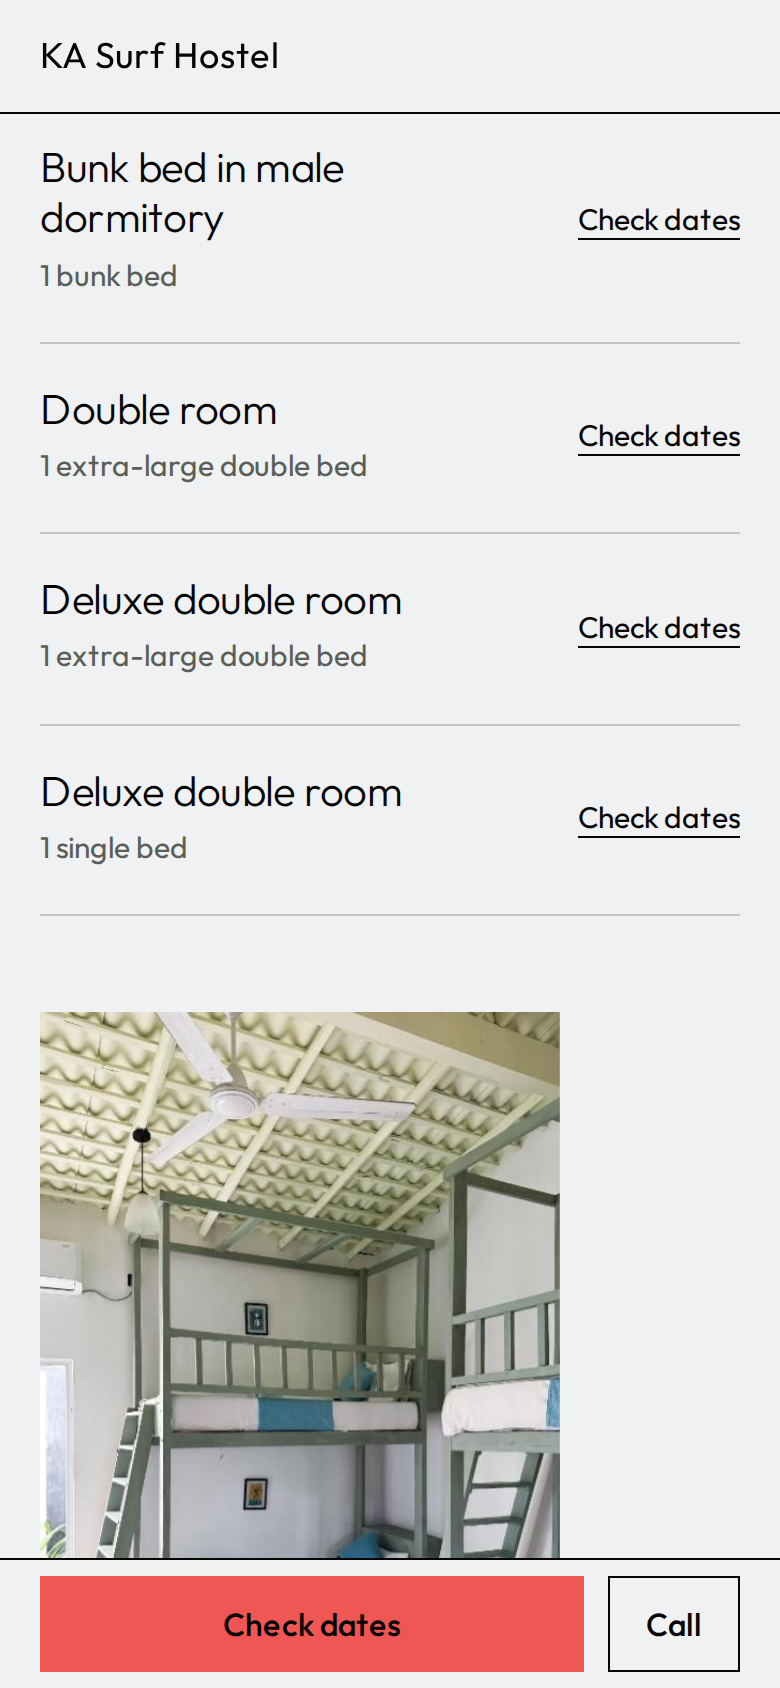 KA Surf Hostel
Bunk bed in male
dormitory
Check dates
1 bunk bed
Double room
Check dates
1 extra-large double bed
Deluxe double room
Check dates
1 extra-large double bed
Deluxe double room
Check dates
1 single bed
Check dates
Call